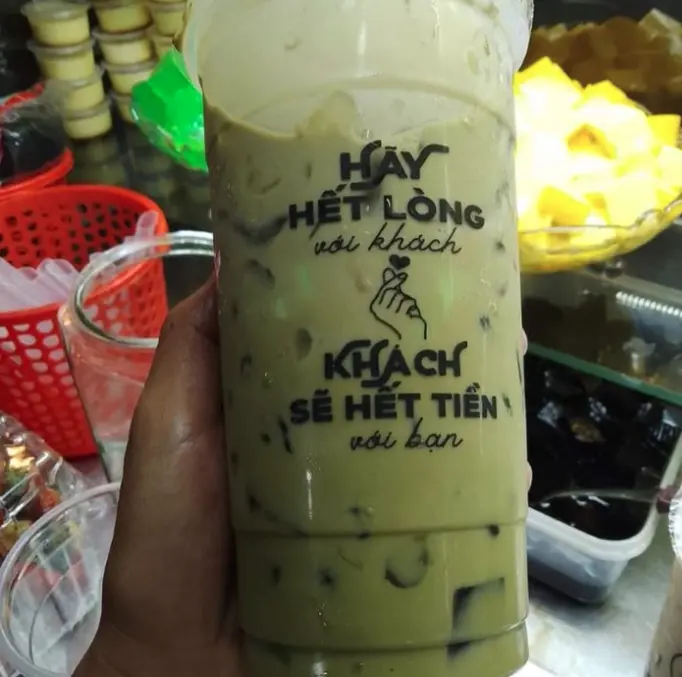 HÃY
HẾT LÒNG
với khách
KHÁCH
SẼ HẾT TIỀN
với bạn